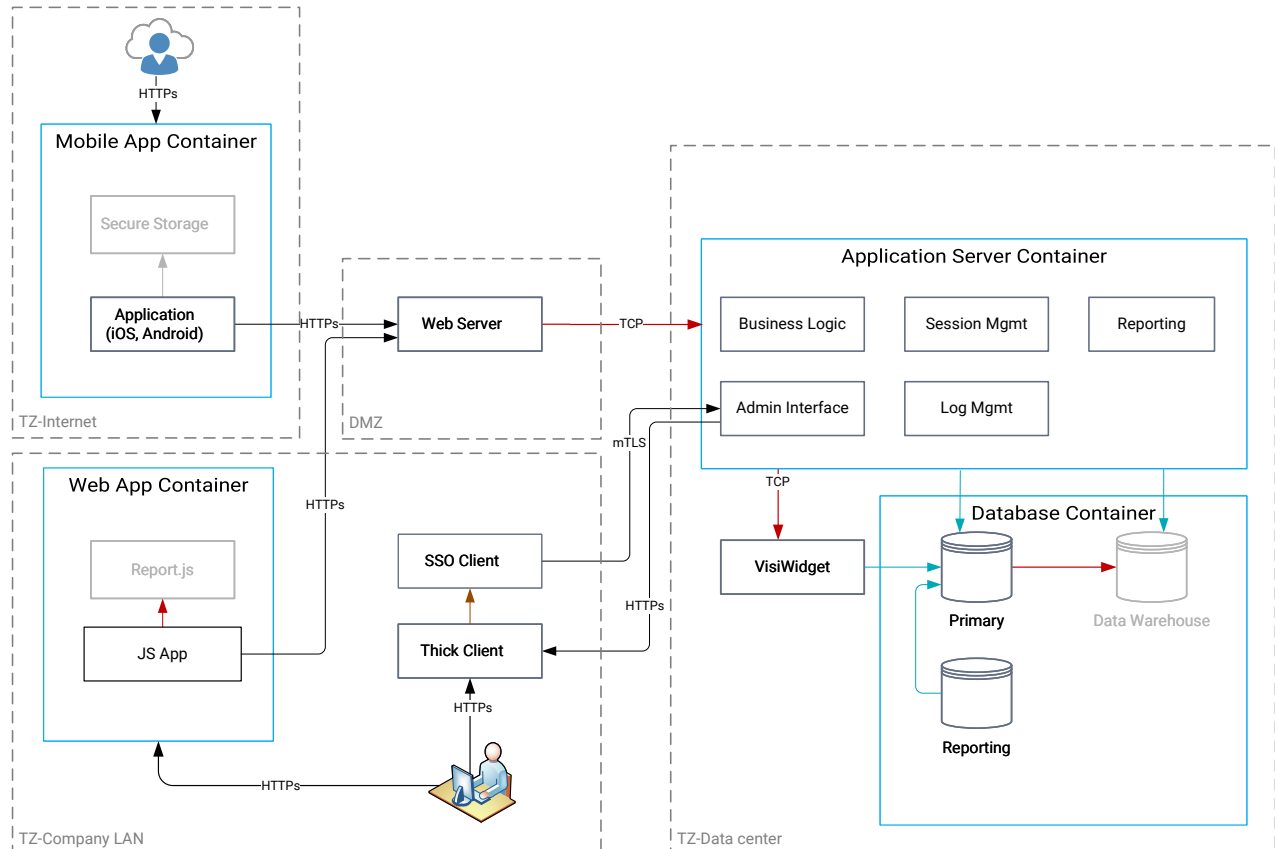 HTTPs
Mobile App Container
Secure Storage
Application
(iOS, Android)
HTTPs
TZ-Internet
Web Server
DMZ
TCP
Application Server Container
Business Logic
Session Mgmt
Reporting
Admin Interface
Log Mgmt
mTLS
HTTPs
TCP
Web App Container
Report.js
JS App
HTTPs
SSO Client
Thick Client
HTTPs
HTTPs
TZ-Company LAN
VisiWidget
Database Container
Primary
Data Warehouse
Reporting
TZ-Data center